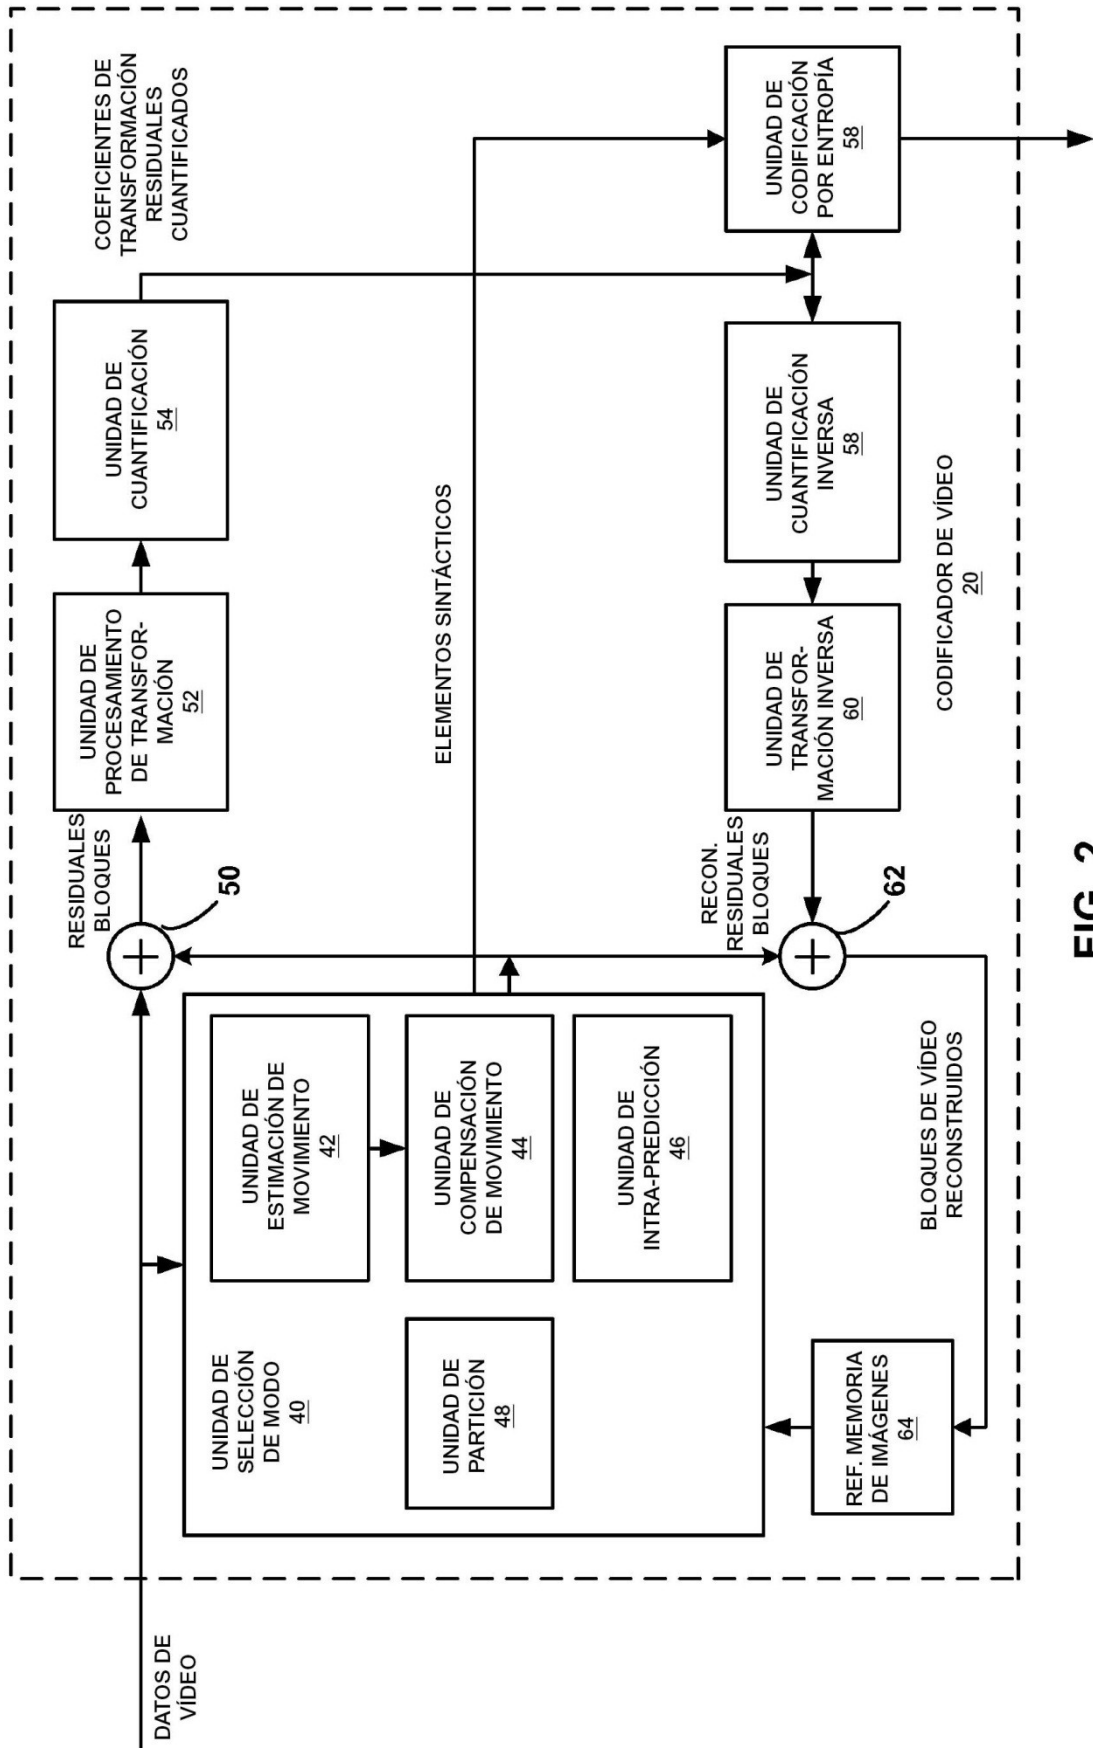 DATOS DE
VÍDEO
UNIDAD DE
SELECCIÓN
DE MODO
40
UNIDAD DE
ESTIMACIÓN DE
MOVIMIENTO
42
UNIDAD DE
COMPENSACIÓN
DE MOVIMIENTO
44
UNIDAD DE
INTRA-PREDICCIÓN
46
UNIDAD DE
PARTICIÓN
48
REF. MEMORIA
DE IMÁGENES
64
BLOQUES DE VÍDEO
RECONSTRUIDOS
RESIDUALES
BLOQUES
50
UNIDAD DE
PROCESAMIENTO
DE TRANSFOR-
MACIÓN
52
UNIDAD DE
CUANTIFICACIÓN
54
COEFICIENTES DE
TRANSFORMACIÓN
RESIDUALES
CUANTIFICADOS
ELEMENTOS SINTÁCTICOS
RECON.
RESIDUALES
BLOQUES
62
UNIDAD DE
TRANSFOR-
MACIÓN INVERSA
60
UNIDAD DE
CUANTIFICACIÓN
INVERSA
58
UNIDAD DE
CODIFICACIÓN
POR ENTROPÍA
58
CODIFICADOR DE VÍDEO
20
FIG. 2